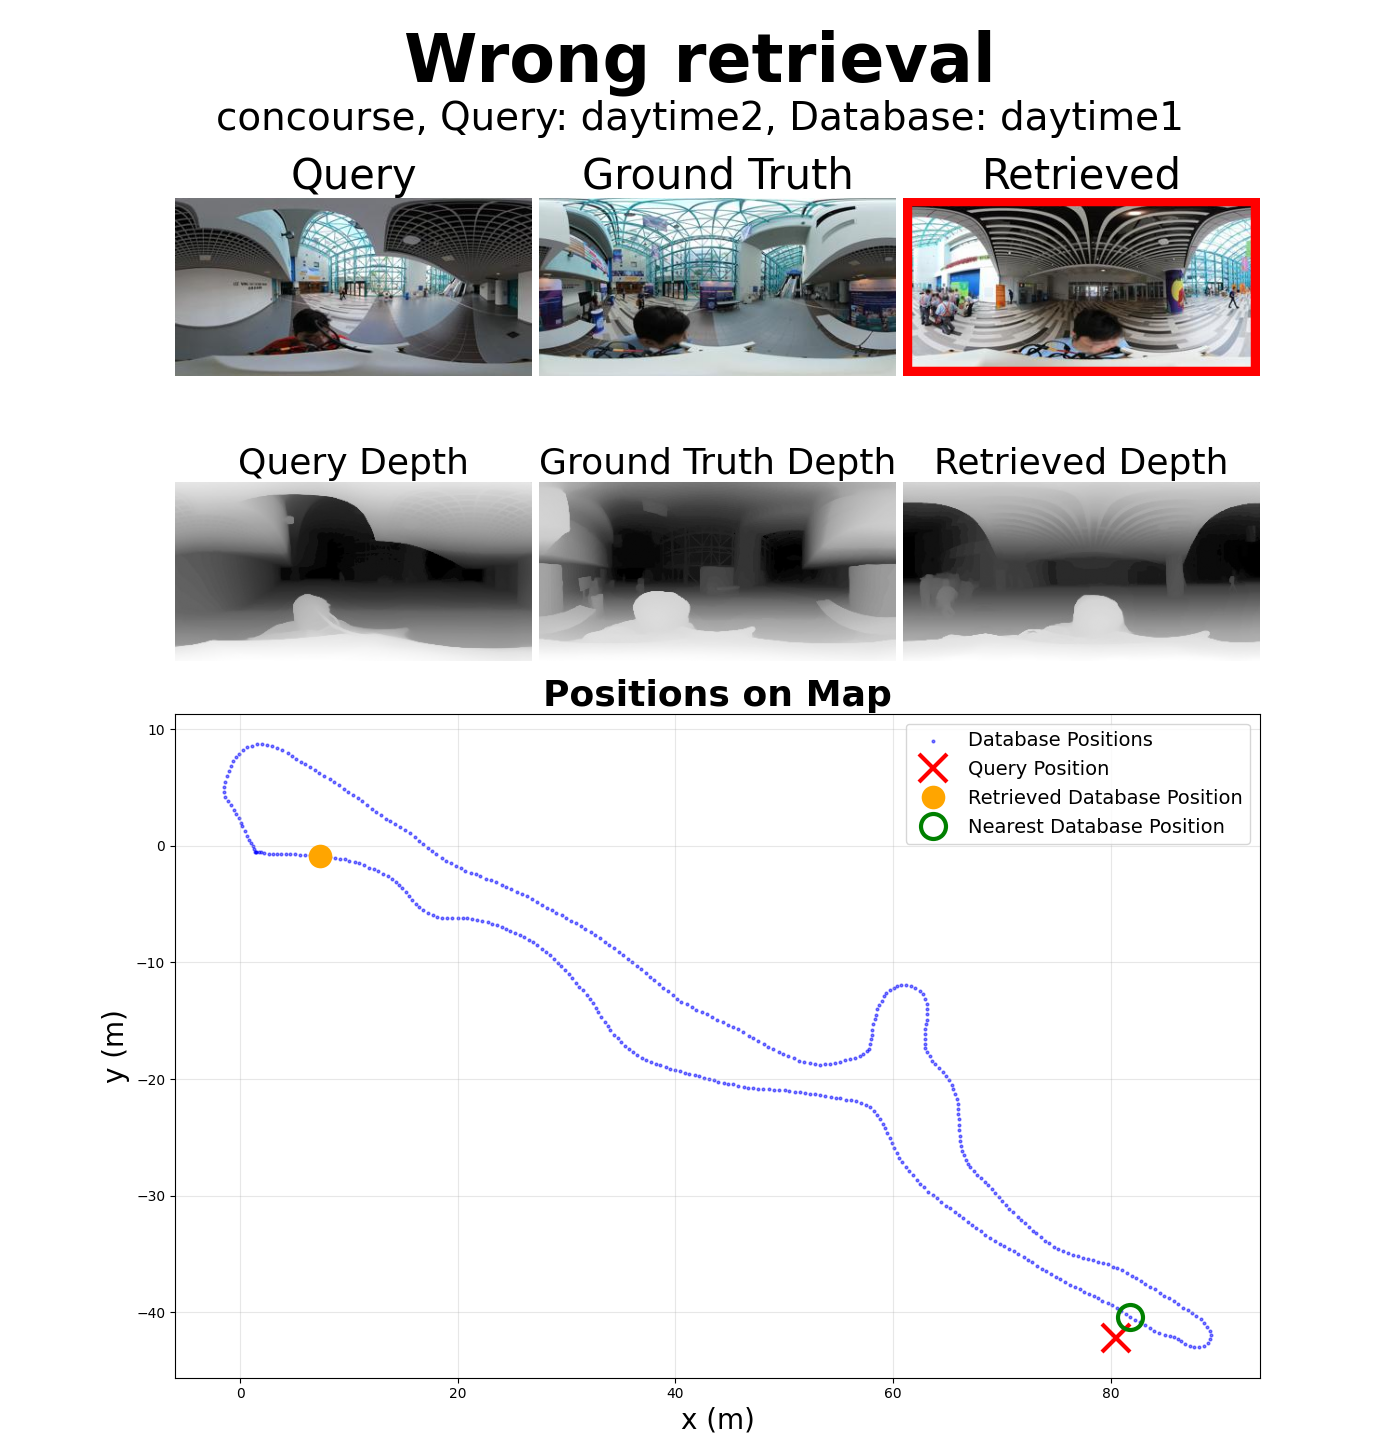 Wrong retrieval
concourse, Query: daytime2, Database: daytime1
Query
Ground Truth
Retrieved
Query Depth
Ground Truth Depth
Retrieved Depth
Positions on Map
Database Positions
Query Position
Retrieved Database Position
Nearest Database Position
10
0
−10
−20
−30
−40
y (m)
0
20
40
60
80
x (m)